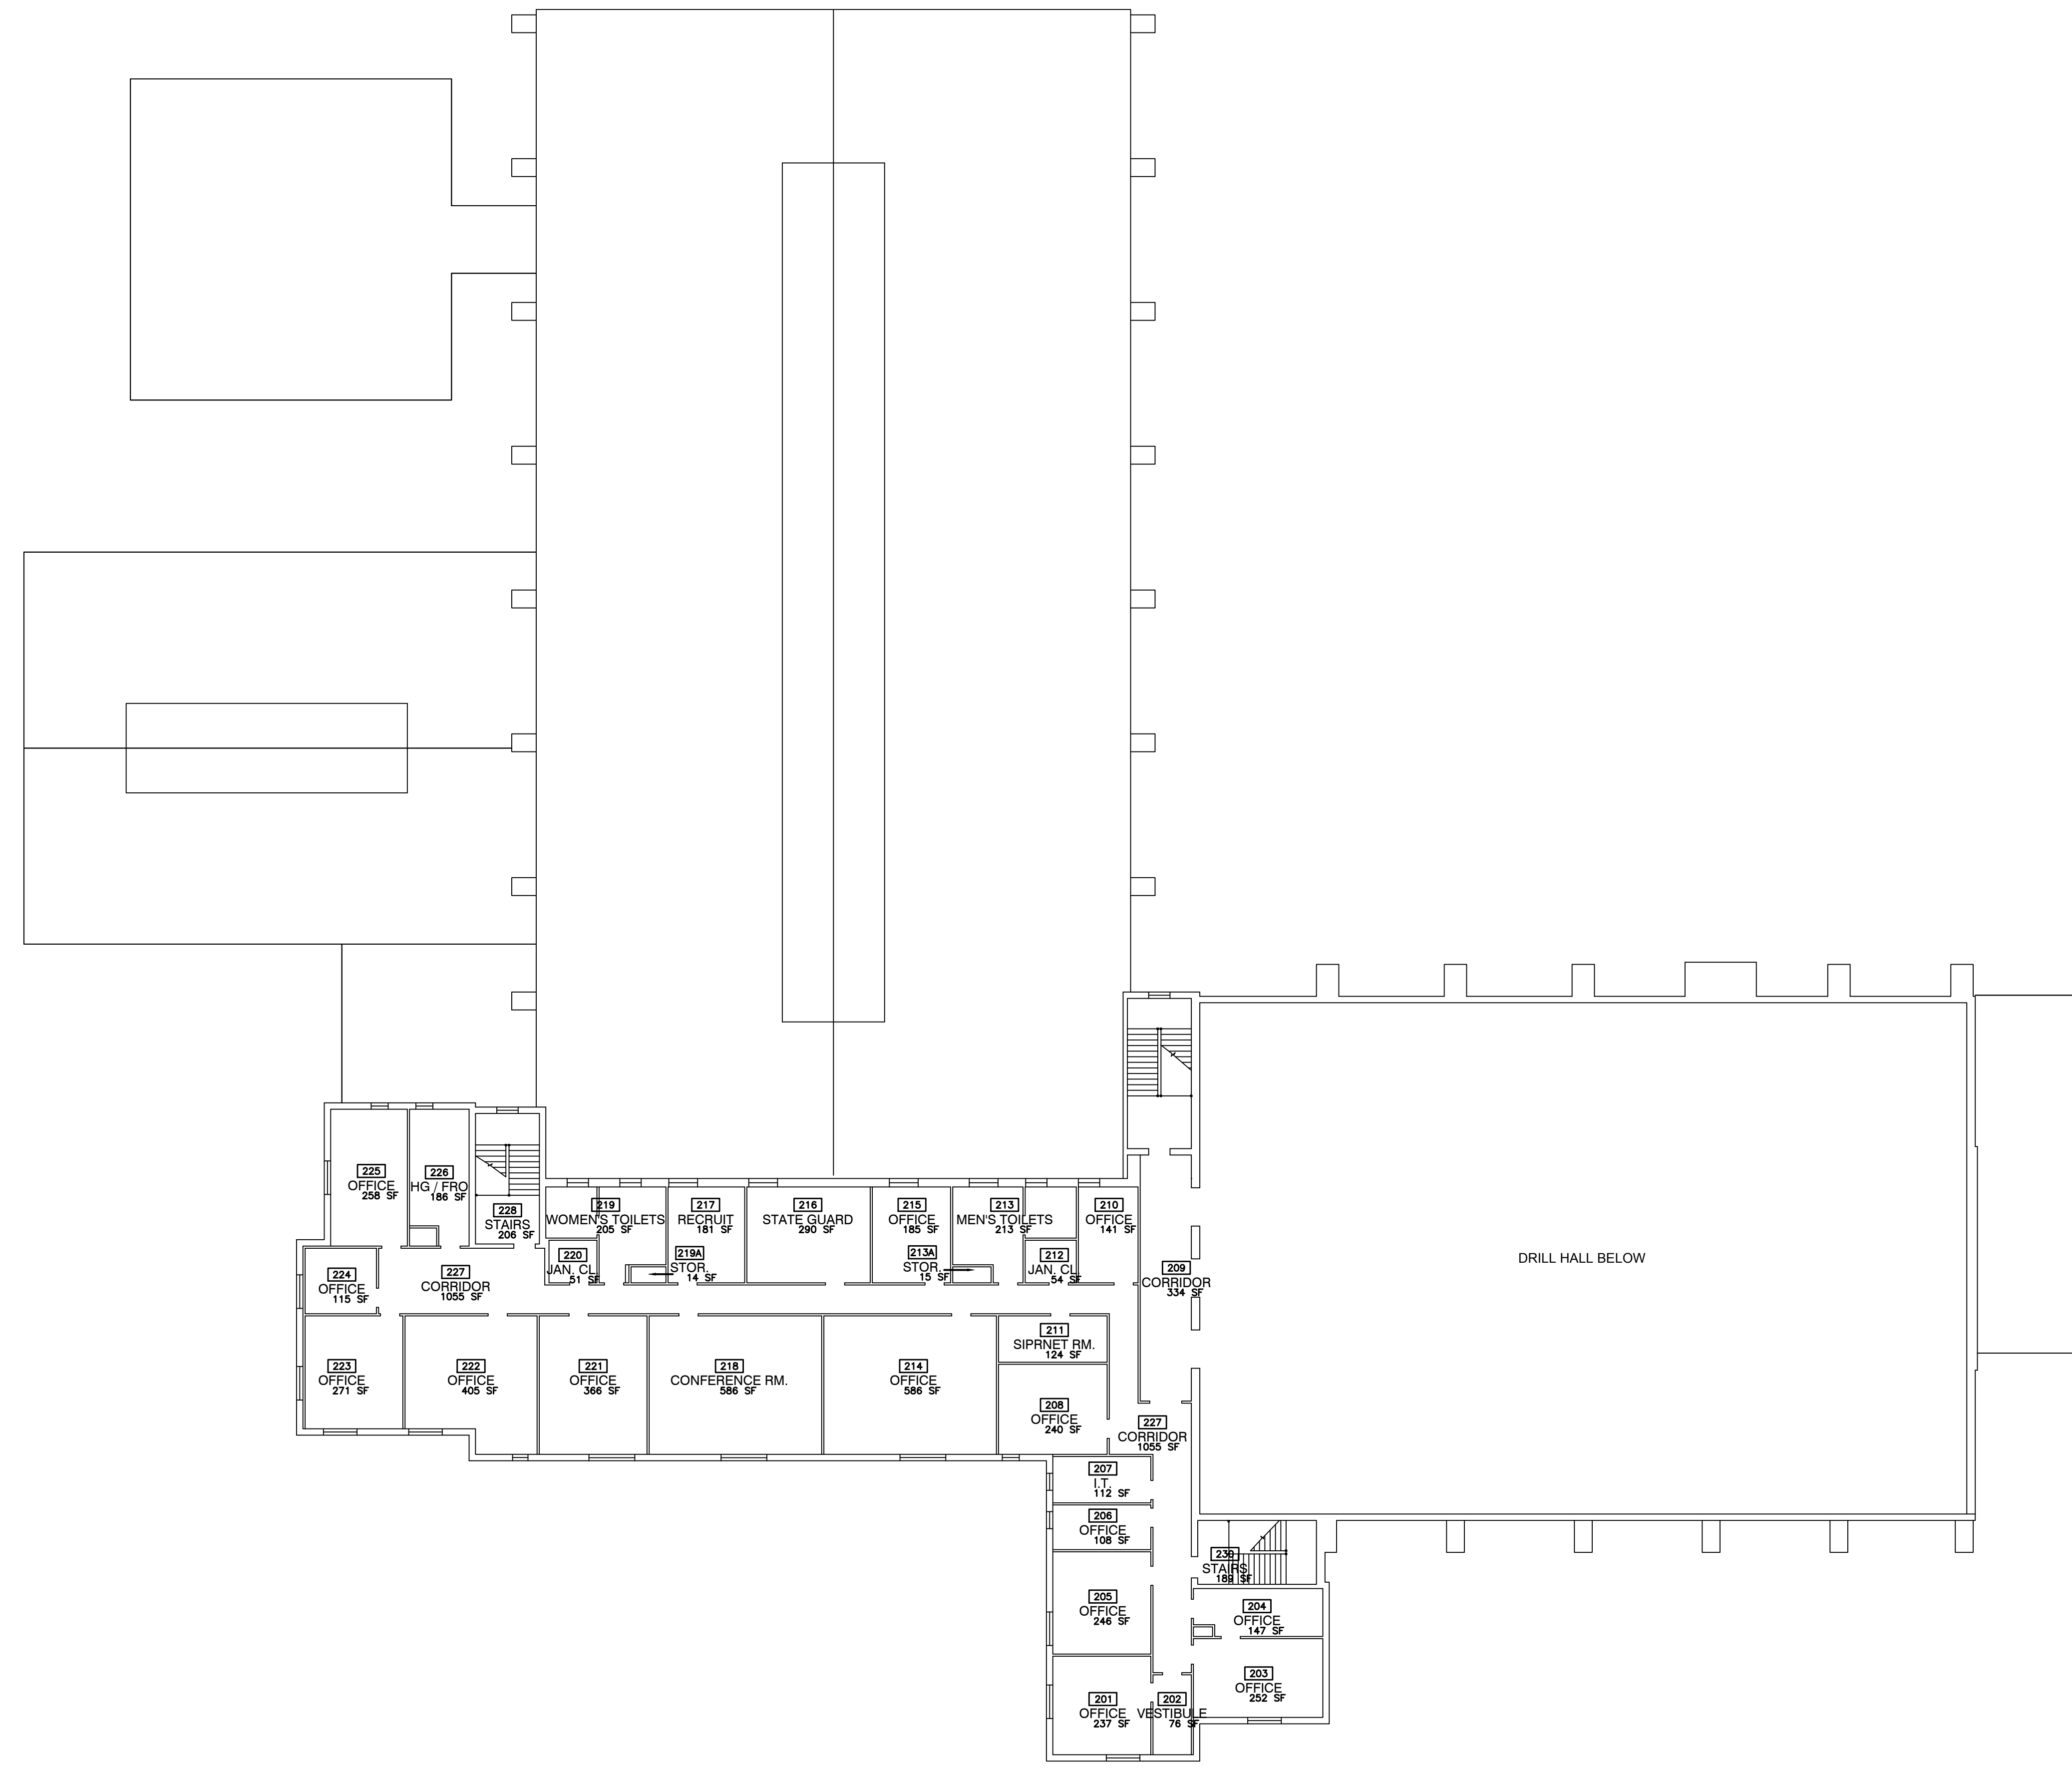 225
OFFICE
258 SF
226
HG / FRO
186 SF
228
STAIRS
206 SF
219
WOMEN'S TOILETS
205 SF
217
RECRUIT
181 SF
216
STATE GUARD
290 SF
215
OFFICE
185 SF
213
MEN'S TOILETS
213 SF
210
OFFICE
141 SF
220
JAN. CL.
51 SF
219A
STOR.
14 SF
213A
STOR.
15 SF
212
JAN. CL.
54 SF
209
CORRIDOR
334 SF
DRILL HALL BELOW
224
OFFICE
115 SF
227
CORRIDOR
1055 SF
223
OFFICE
271 SF
222
OFFICE
405 SF
221
OFFICE
366 SF
218
CONFERENCE RM.
586 SF
214
OFFICE
586 SF
211
SIPRNET RM.
124 SF
208
OFFICE
240 SF
227
CORRIDOR
1055 SF
207
I.T.
112 SF
206
OFFICE
108 SF
230
STAIRS
189 SF
205
OFFICE
246 SF
204
OFFICE
147 SF
203
OFFICE
252 SF
201
OFFICE
237 SF
202
VESTIBULE
76 SF